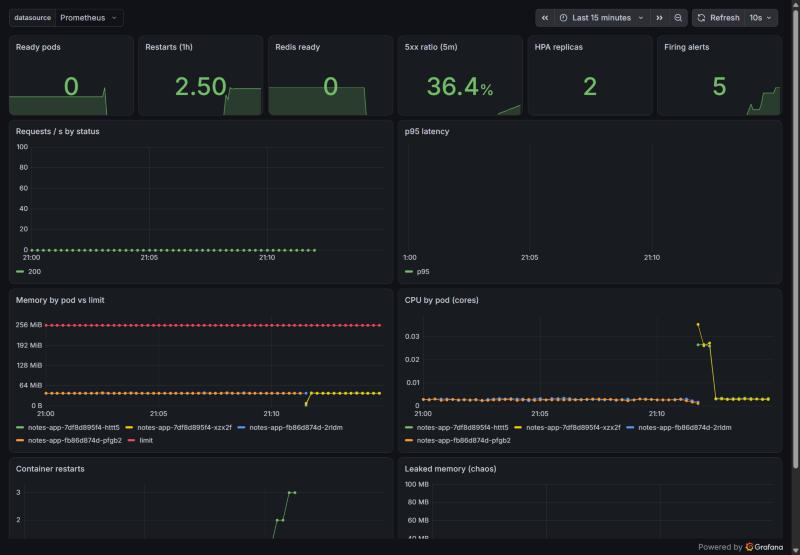 datasource Prometheus Last 15 minutes Refresh 10s
Ready pods Restarts (1h) Redis ready 5xx ratio (5m) HPA replicas Firing alerts
0 2.50 0 36.4% 2 5
Requests / s by status p95 latency
100
80
60
40
20
0
21:00 21:05 21:10 1:00 21:05 21:10
200 p95
Memory by pod vs limit CPU by pod (cores)
256 MiB
192 MiB
128 MiB
64 MiB
0 B
21:00 21:05 21:10
0.03
0.02
0.01
0
21:00 21:05 21:10
notes-app-7df8d895f4-httt5 notes-app-7df8d895f4-xzx2f notes-app-fb86d874d-2rldm
notes-app-fb86d874d-pfgb2 limit
notes-app-7df8d895f4-httt5 notes-app-7df8d895f4-xzx2f notes-app-fb86d874d-2rldm
notes-app-fb86d874d-pfgb2
Container restarts Leaked memory (chaos)
3
2
100 MB
80 MB
60 MB
40 MB
Powered by Grafana